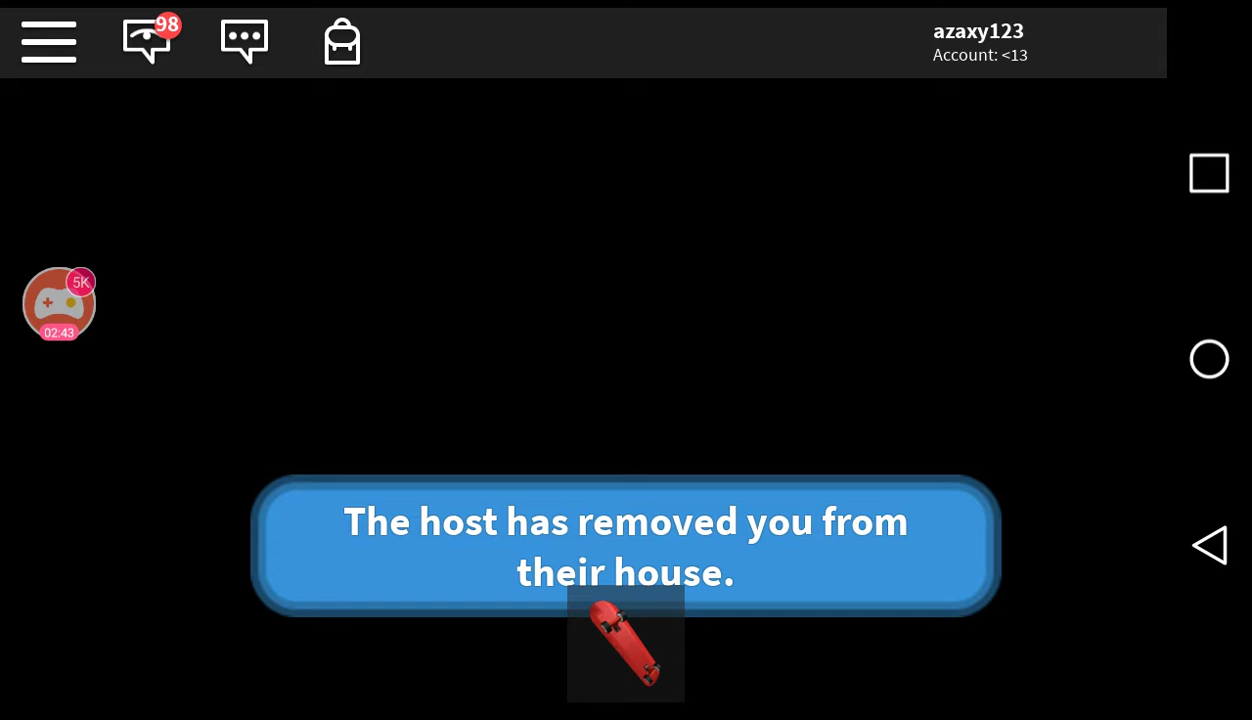 98
azaxy123
Account: <13
5K
02:43
The host has removed you from
their house.